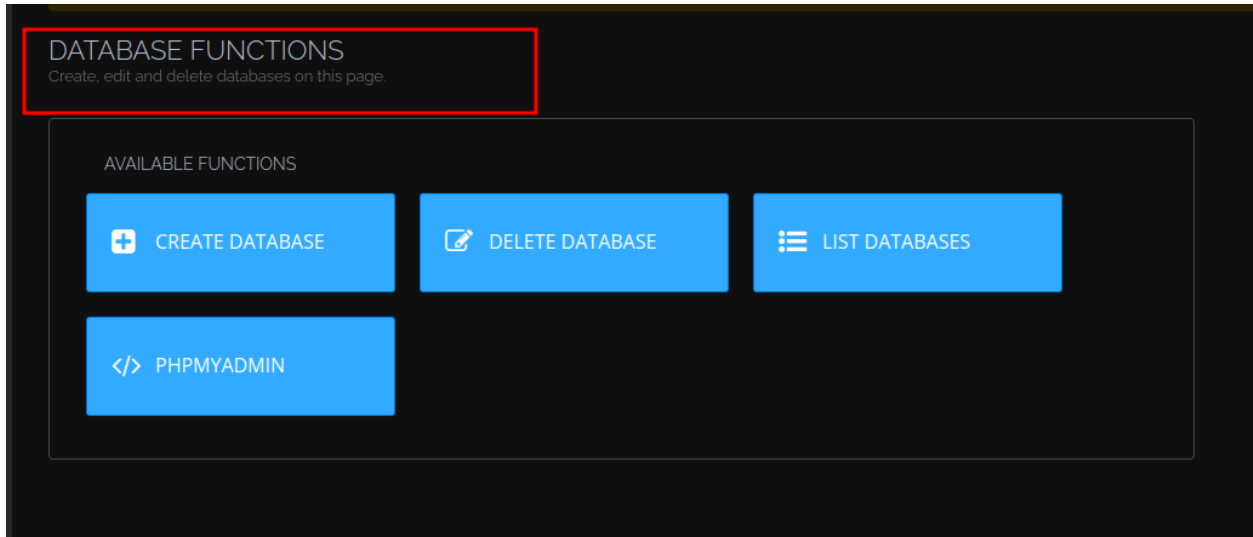 DATABASE FUNCTIONS
Create, edit and delete databases on this page.
AVAILABLE FUNCTIONS
CREATE DATABASE
DELETE DATABASE
LIST DATABASES
</> PHPMYADMIN